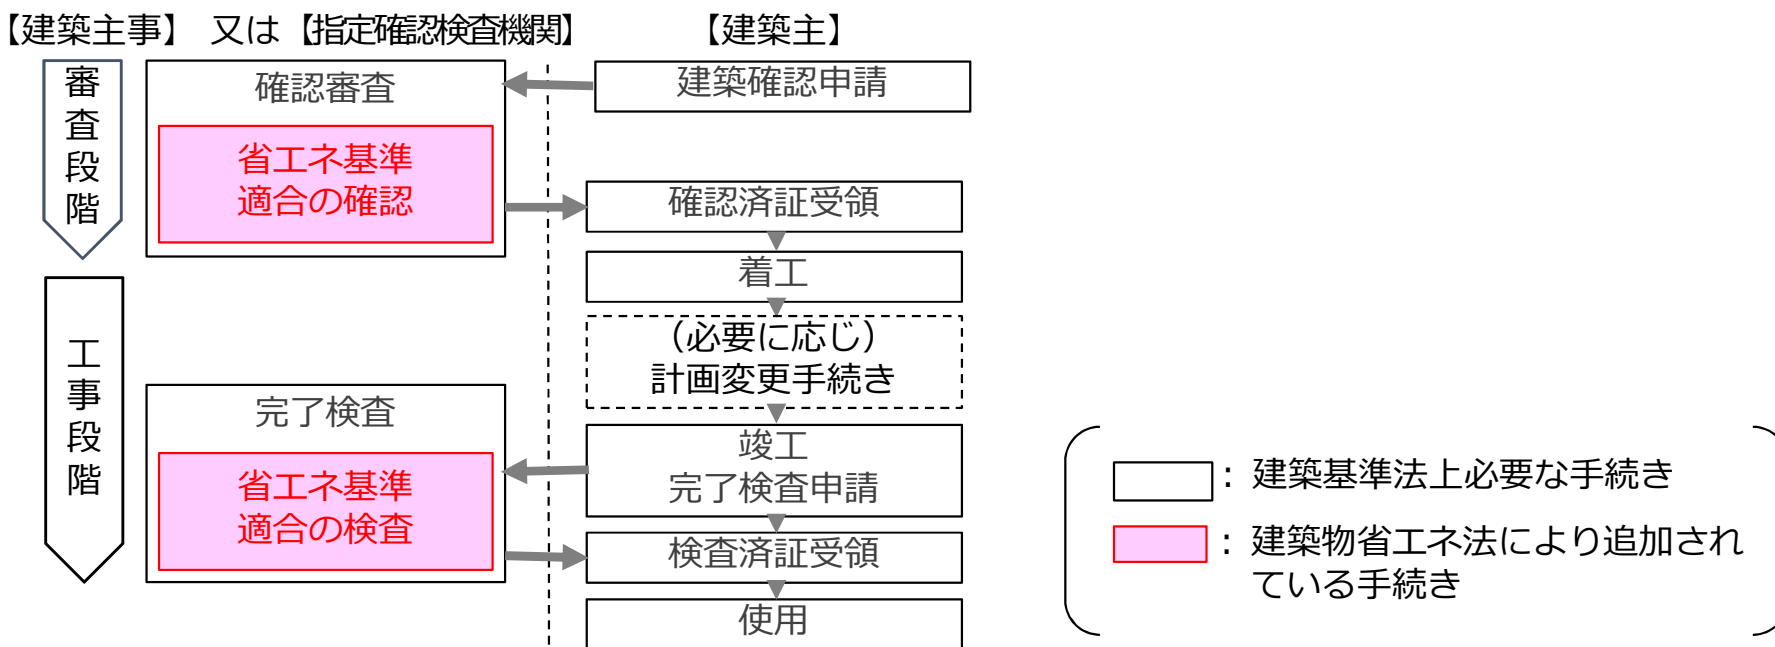 【建築主事】 又は【指定確認検査機関】
【建築主】
審査段階
確認審査
省エネ基準
適合の確認
建築確認申請
確認済証受領
着工
（必要に応じ）
計画変更手続き
工事段階
完了検査
省エネ基準
適合の検査
竣工
完了検査申請
検査済証受領
使用
：建築基準法上必要な手続き
：建築物省エネ法により追加され
ている手続き